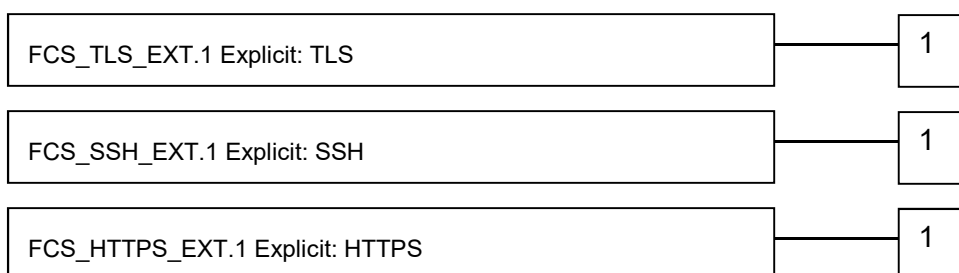 FCS_TLS_EXT.1 Explicit: TLS 1
FCS_SSH_EXT.1 Explicit: SSH 1
FCS_HTTPS_EXT.1 Explicit: HTTPS 1